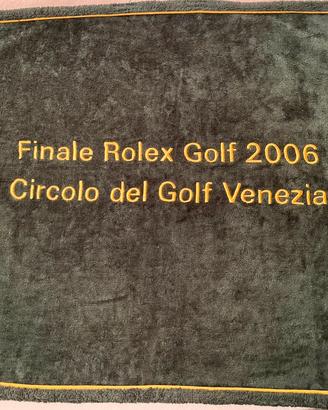 Finale Rolex Golf 2006
Circolo del Golf Venezia